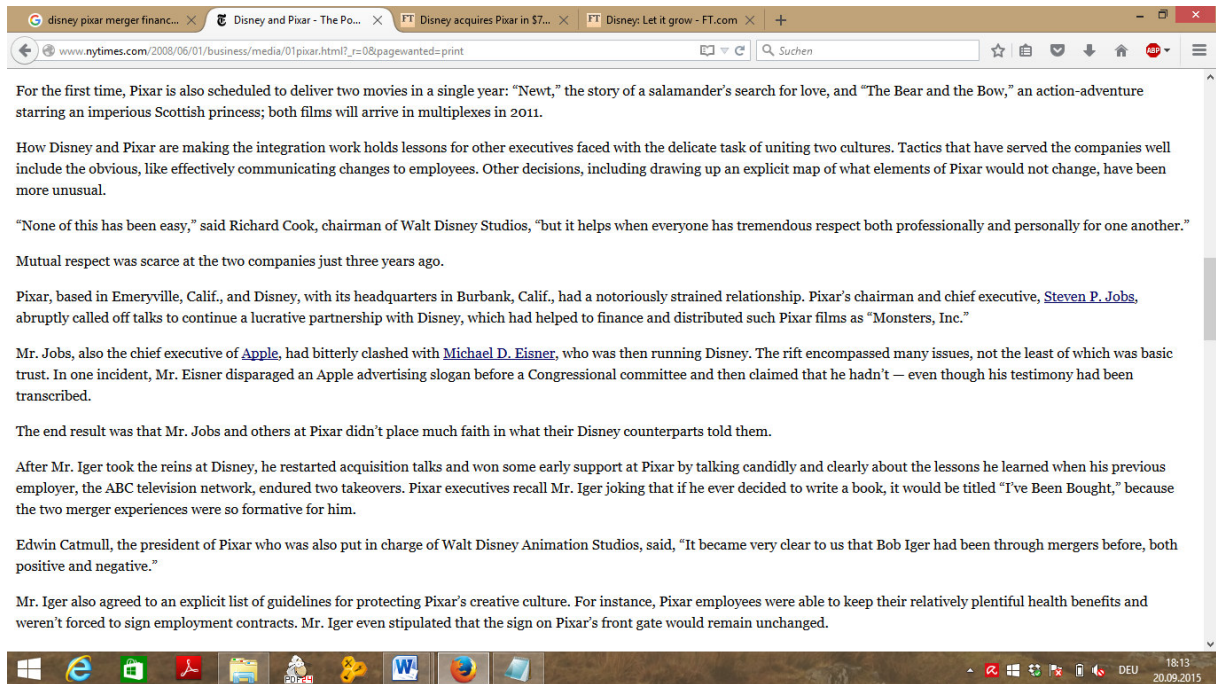 disney pixar merger financ...
Disney and Pixar - The Po...
FT Disney acquires Pixar in $7...
FT Disney: Let it grow - FT.com
www.nytimes.com/2008/06/01/business/media/01pixar.html?_r=0&pagewanted=print
Suchen
ABP
For the first time, Pixar is also scheduled to deliver two movies in a single year: “Newt,” the story of a salamander’s search for love, and “The Bear and the Bow,” an action-adventure
starring an imperious Scottish princess; both films will arrive in multiplexes in 2011.
How Disney and Pixar are making the integration work holds lessons for other executives faced with the delicate task of uniting two cultures. Tactics that have served the companies well
include the obvious, like effectively communicating changes to employees. Other decisions, including drawing up an explicit map of what elements of Pixar would not change, have been
more unusual.
“None of this has been easy,” said Richard Cook, chairman of Walt Disney Studios, “but it helps when everyone has tremendous respect both professionally and personally for one another.”
Mutual respect was scarce at the two companies just three years ago.
Pixar, based in Emeryville, Calif., and Disney, with its headquarters in Burbank, Calif., had a notoriously strained relationship. Pixar’s chairman and chief executive, Steven P. Jobs,
abruptly called off talks to continue a lucrative partnership with Disney, which had helped to finance and distributed such Pixar films as “Monsters, Inc.”
Mr. Jobs, also the chief executive of Apple, had bitterly clashed with Michael D. Eisner, who was then running Disney. The rift encompassed many issues, not the least of which was basic
trust. In one incident, Mr. Eisner disparaged an Apple advertising slogan before a Congressional committee and then claimed that he hadn’t — even though his testimony had been
transcribed.
The end result was that Mr. Jobs and others at Pixar didn’t place much faith in what their Disney counterparts told them.
After Mr. Iger took the reins at Disney, he restarted acquisition talks and won some early support at Pixar by talking candidly and clearly about the lessons he learned when his previous
employer, the ABC television network, endured two takeovers. Pixar executives recall Mr. Iger joking that if he ever decided to write a book, it would be titled “I’ve Been Bought,” because
the two merger experiences were so formative for him.
Edwin Catmull, the president of Pixar who was also put in charge of Walt Disney Animation Studios, said, “It became very clear to us that Bob Iger had been through mergers before, both
positive and negative.”
Mr. Iger also agreed to an explicit list of guidelines for protecting Pixar’s creative culture. For instance, Pixar employees were able to keep their relatively plentiful health benefits and
weren’t forced to sign employment contracts. Mr. Iger even stipulated that the sign on Pixar’s front gate would remain unchanged.
PDF24
DEU
18:13
20.09.2015